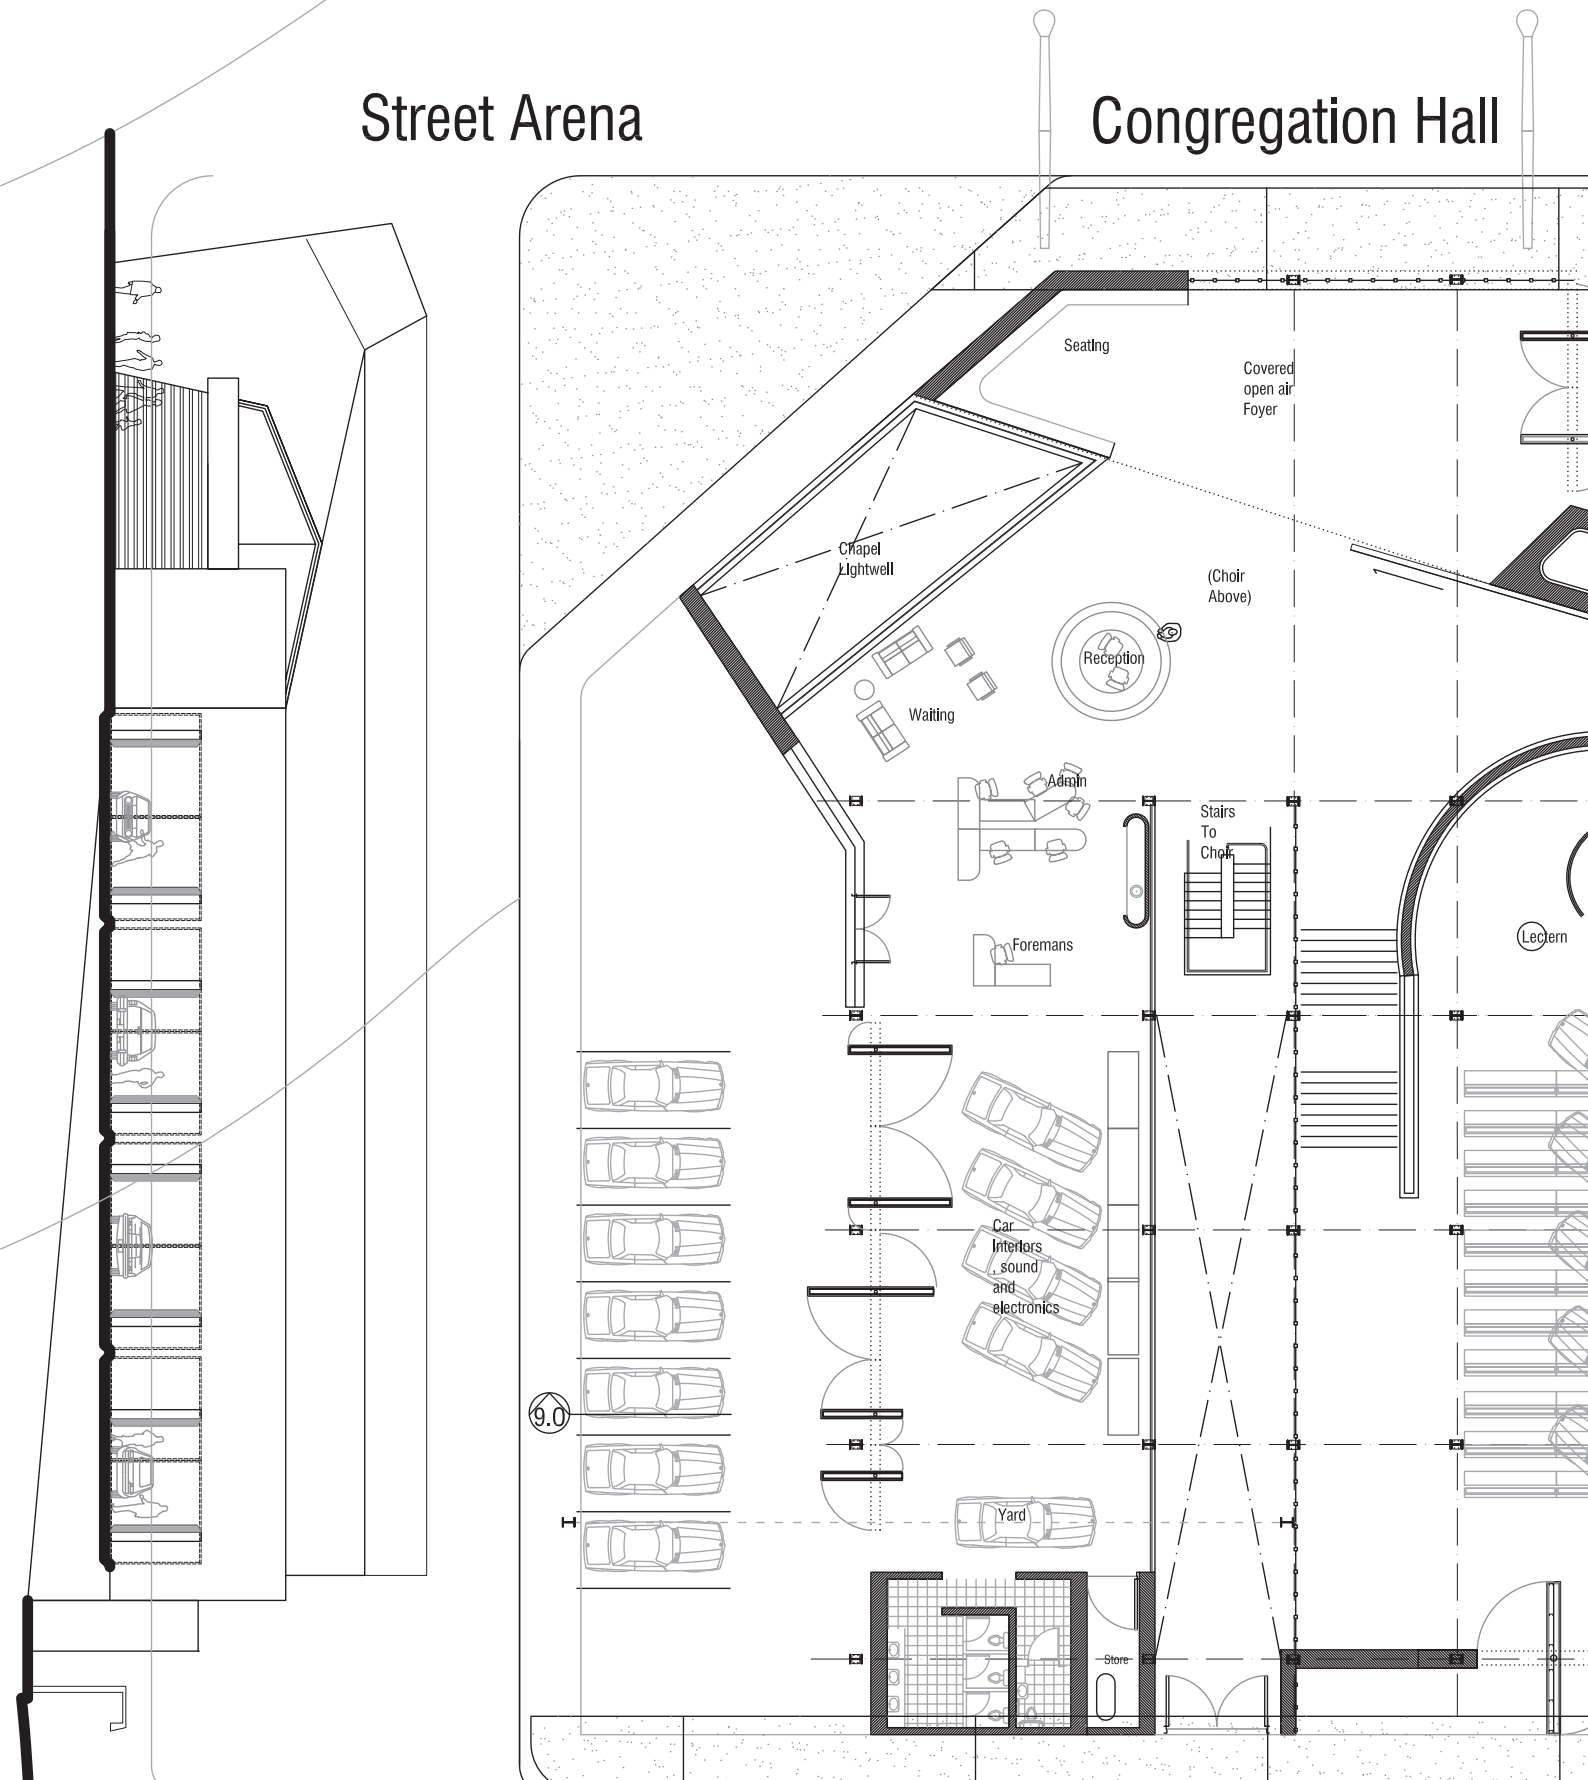 Street Arena
Congregation Hall
Seating
Covered
open air
Foyer
Chapel
Lightwell
(Choir
Above)
Reception
Waiting
Admin
Stairs
To
Choir
Foremans
Lectern
Car
Interiors
, sound
and
electronics
9.0
Yard
Store